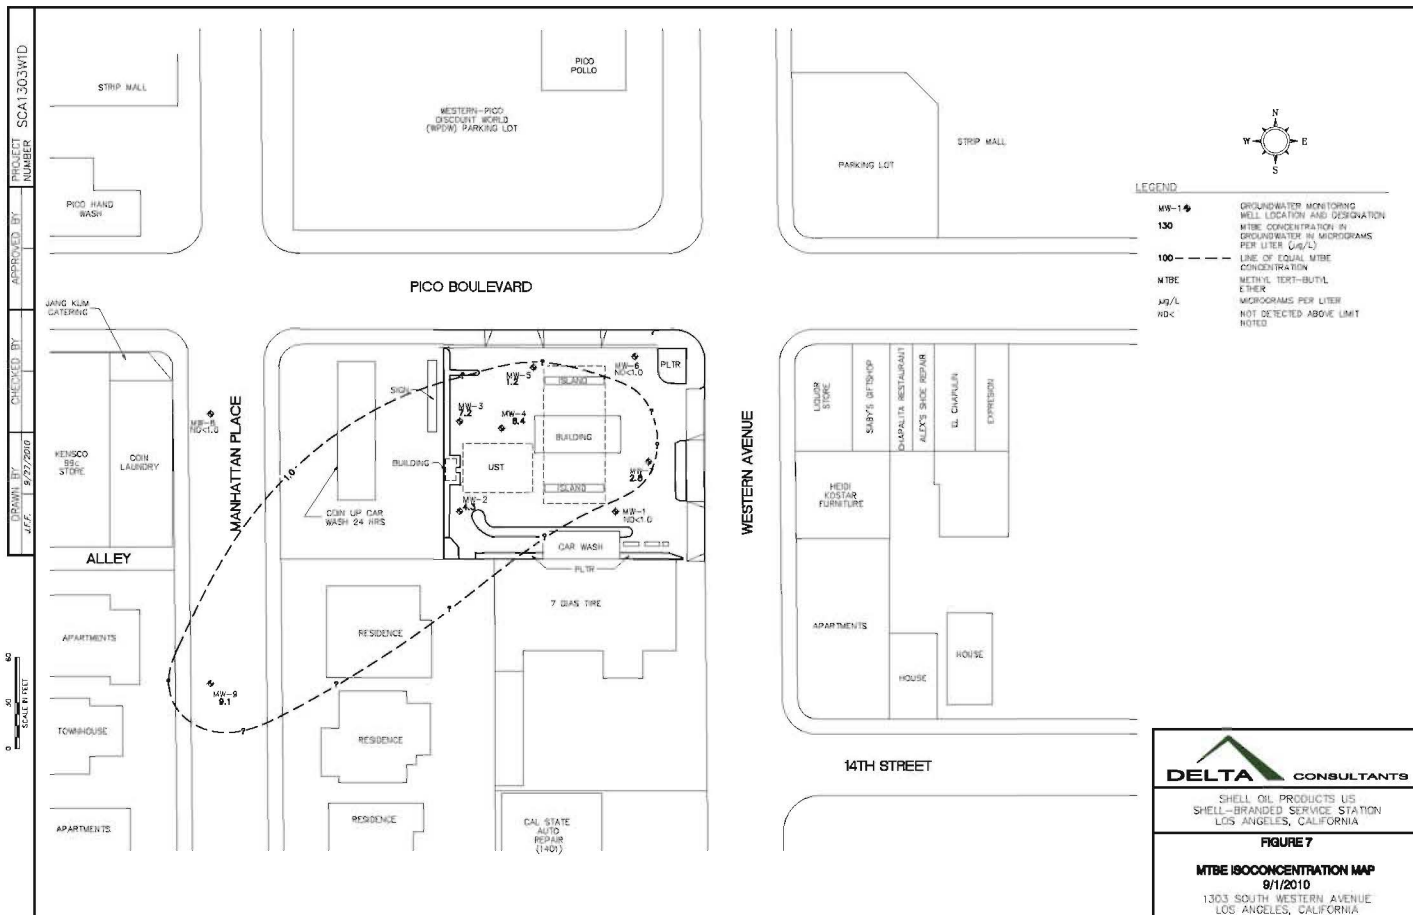 PROJECT NUMBER SCA1303W1D
APPROVED BY
CHECKED BY
DRAWN BY
J.F.F. 9/27/2010
STRIP MALL
PICO HAND
WASH
WESTERN-PICO
DISCOUNT WORLD
(WPDW) PARKING LOT
PICO
POLLO
PARKING LOT
STRIP MALL
N
W
E
S
LEGEND
MW-1
GROUNDWATER MONITORING
WELL LOCATION AND DESIGNATION
130
MTBE CONCENTRATION IN
GROUNDWATER IN MICROGRAMS
PER LITER (µg/L)
100
LINE OF EQUAL MTBE
CONCENTRATION
MTBE
METHYL TERT-BUTYL
ETHER
µg/L
MICROGRAMS PER LITER
ND<
NOT DETECTED ABOVE LIMIT
NOTED
PICO BOULEVARD
JANG KUM
CATERING
KENSCO
99c
STORE
COIN
LAUNDRY
MW-8
ND<1.0
MANHATTAN PLACE
1.0
SIGN
COIN UP CAR
WASH 24 HRS
BUILDING
MW-5
1.2
MW-6
ND<1.0
PLTR
ISLAND
MW-3
7.2
MW-4
8.4
BUILDING
UST
ISLAND
MW-7
2.8
MW-2
4.3
MW-1
ND<1.0
CAR WASH
PLTR
WESTERN AVENUE
LIQUOR
STORE
SABY'S GIFTSHOP
CHAPALITA RESTAURANT
ALEX'S SHOE REPAIR
EL CHAPULIN
EXPRESION
HEIDI
KOSTAR
FURNITURE
ALLEY
7 DIAS TIRE
APARTMENTS
RESIDENCE
APARTMENTS
HOUSE
HOUSE
MW-9
9.1
TOWNHOUSE
RESIDENCE
0 30 60
SCALE IN FEET
14TH STREET
APARTMENTS
RESIDENCE
CAL STATE
AUTO
REPAIR
(1401)
DELTA CONSULTANTS
SHELL OIL PRODUCTS US
SHELL-BRANDED SERVICE STATION
LOS ANGELES, CALIFORNIA
FIGURE 7
MTBE ISOCONCENTRATION MAP
9/1/2010
1303 SOUTH WESTERN AVENUE
LOS ANGELES, CALIFORNIA